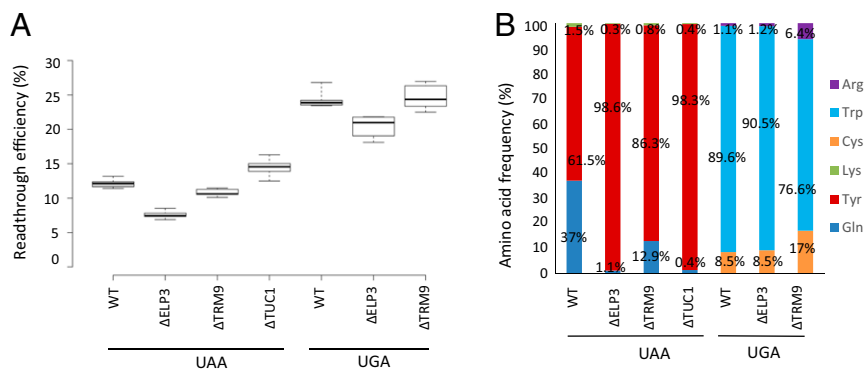 A
Readthrough efficiency (%)
30
25
20
15
10
5
0
WT
ΔELP3
ΔTRM9
ΔTUC1
WT
ΔELP3
ΔTRM9
UAA
UGA
B
Amino acid frequency (%)
100
90
80
70
60
50
40
30
20
10
0
1.5% 0.3% 0.8% 0.4% 1.1% 1.2% 6.4%
98.6% 98.3%
86.3% 90.5%
61.5% 89.6% 76.6%
37% 12.9% 17%
1.1% 0.4% 8.5% 8.5%
WT
ΔELP3
ΔTRM9
ΔTUC1
WT
ΔELP3
ΔTRM9
UAA
UGA
Arg
Trp
Cys
Lys
Tyr
Gln